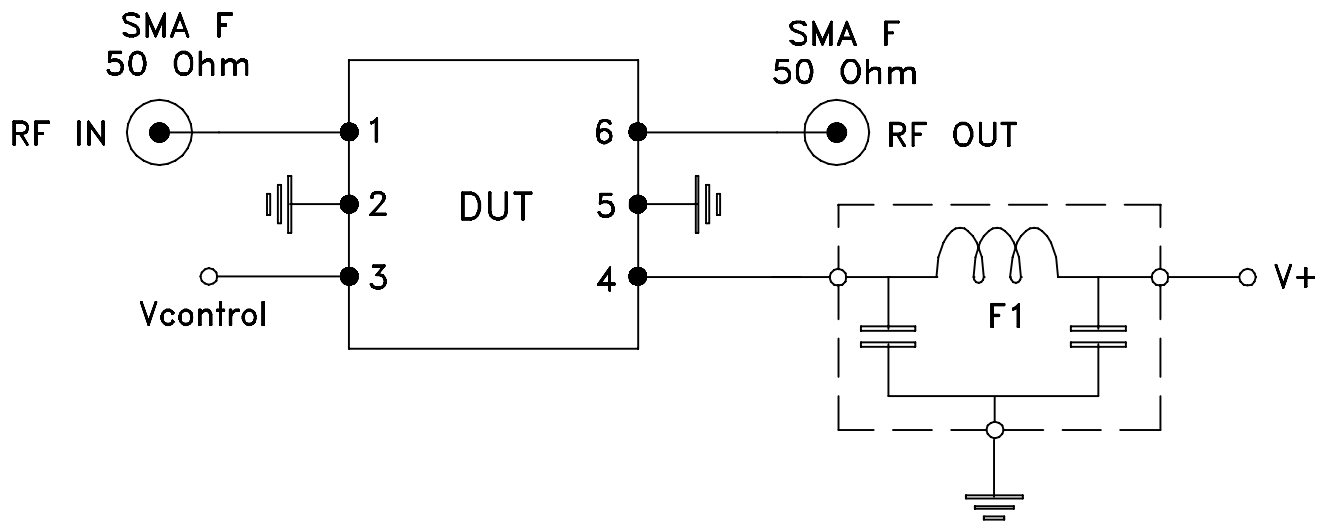 SMA F
50 Ohm
SMA F
50 Ohm
RF IN
1
6
RF OUT
2
DUT
5
3
4
V+
Vcontrol
F1